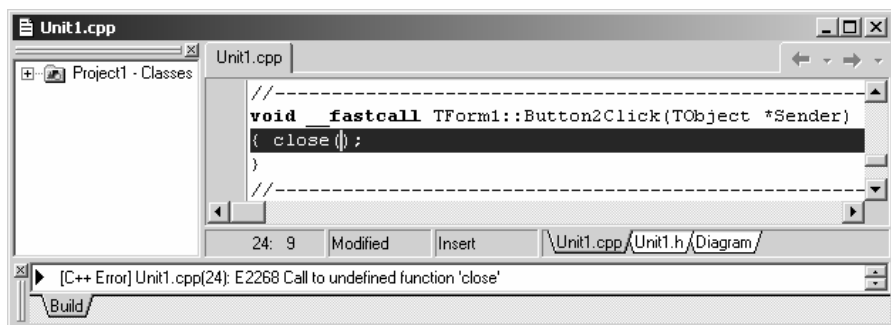 Unit1.cpp
Project1 - Classes
Unit1.cpp
//---------------------------------------------------------
void __fastcall TForm1::Button2Click(TObject *Sender)
{ close();
}
//---------------------------------------------------------
24: 9 Modified Insert Unit1.cpp Unit1.h Diagram
[C++ Error] Unit1.cpp(24): E2268 Call to undefined function 'close'
Build